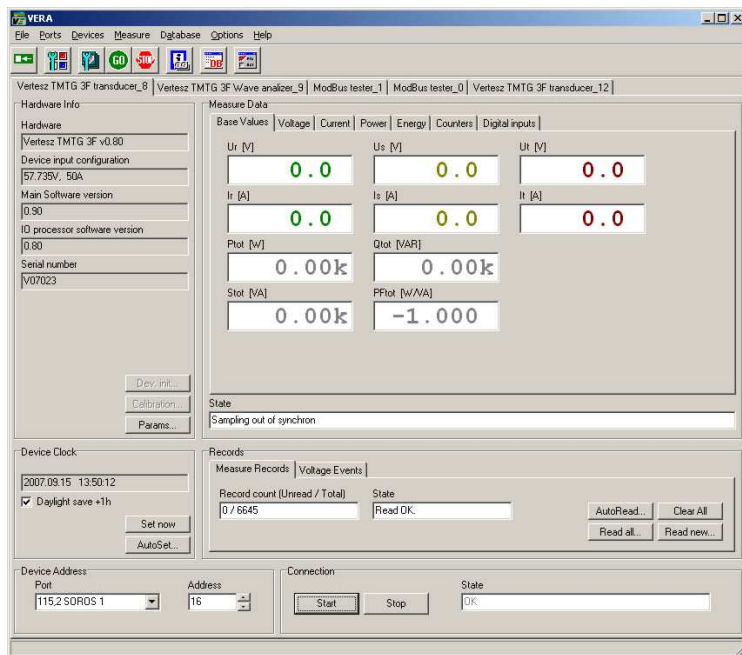 VERA
File Ports Devices Measure Database Options Help
GO STOP DB
Vertesz TMTG 3F transducer_8 Vertesz TMTG 3F Wave analizer_9 ModBus tester_1 ModBus tester_0 Vertesz TMTG 3F transducer_12
Hardware Info
Hardware
Vertesz TMTG 3F v0.80
Device input configuration
57.735V, 50A
Main Software version
0.90
IO processor software version
0.80
Serial number
V07023
Dev. init...
Calibration...
Params...
Measure Data
Base Values Voltage Current Power Energy Counters Digital inputs
Ur [V] Us [V] Ut [V]
0.0 0.0 0.0
Ir [A] Is [A] It [A]
0.0 0.0 0.0
Ptot [W] Qtot [VAR]
0.00k 0.00k
Stot [VA] PFtot [W/VA]
0.00k -1.000
State
Sampling out of synchron
Device Clock
2007.09.15 13:50:12
Daylight save +1h
Set now
AutoSet...
Records
Measure Records Voltage Events
Record count (Unread / Total) State
0 / 6645 Read OK.
AutoRead... Clear All
Read all... Read new...
Device Address
Port Address
115,2 SOROS 1 16
Connection
State
Start Stop OK